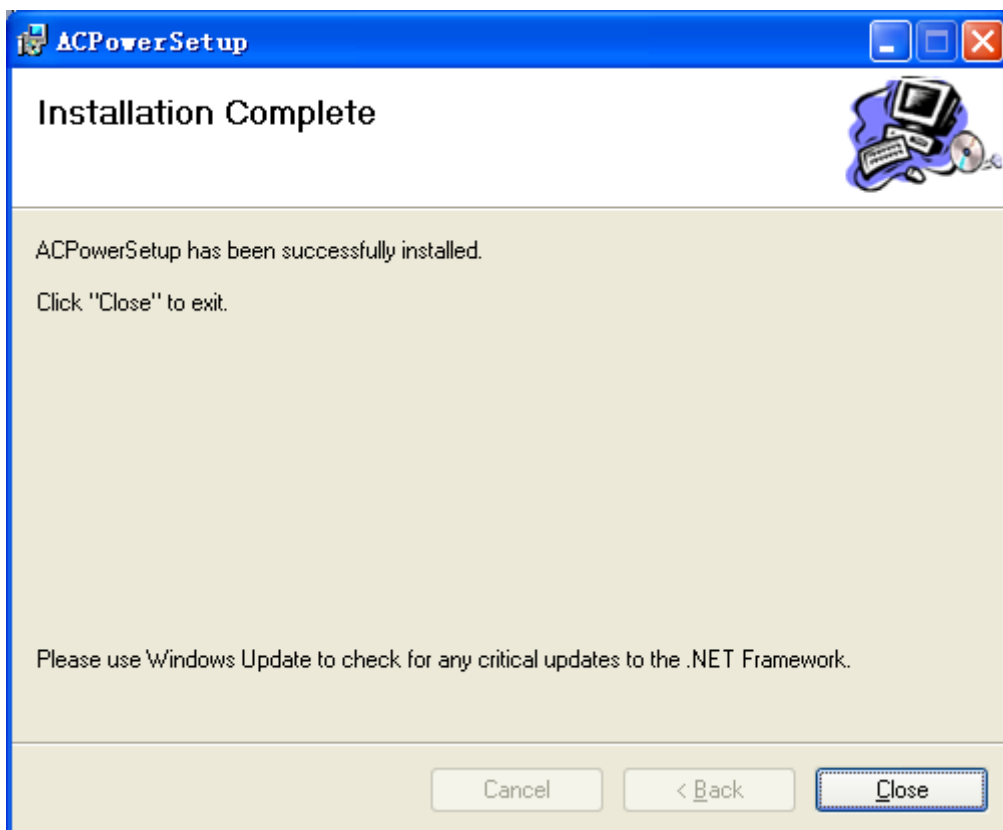 ACPowerSetup
Installation Complete
ACPowerSetup has been successfully installed.
Click "Close" to exit.
Please use Windows Update to check for any critical updates to the .NET Framework.
Cancel
< Back
Close